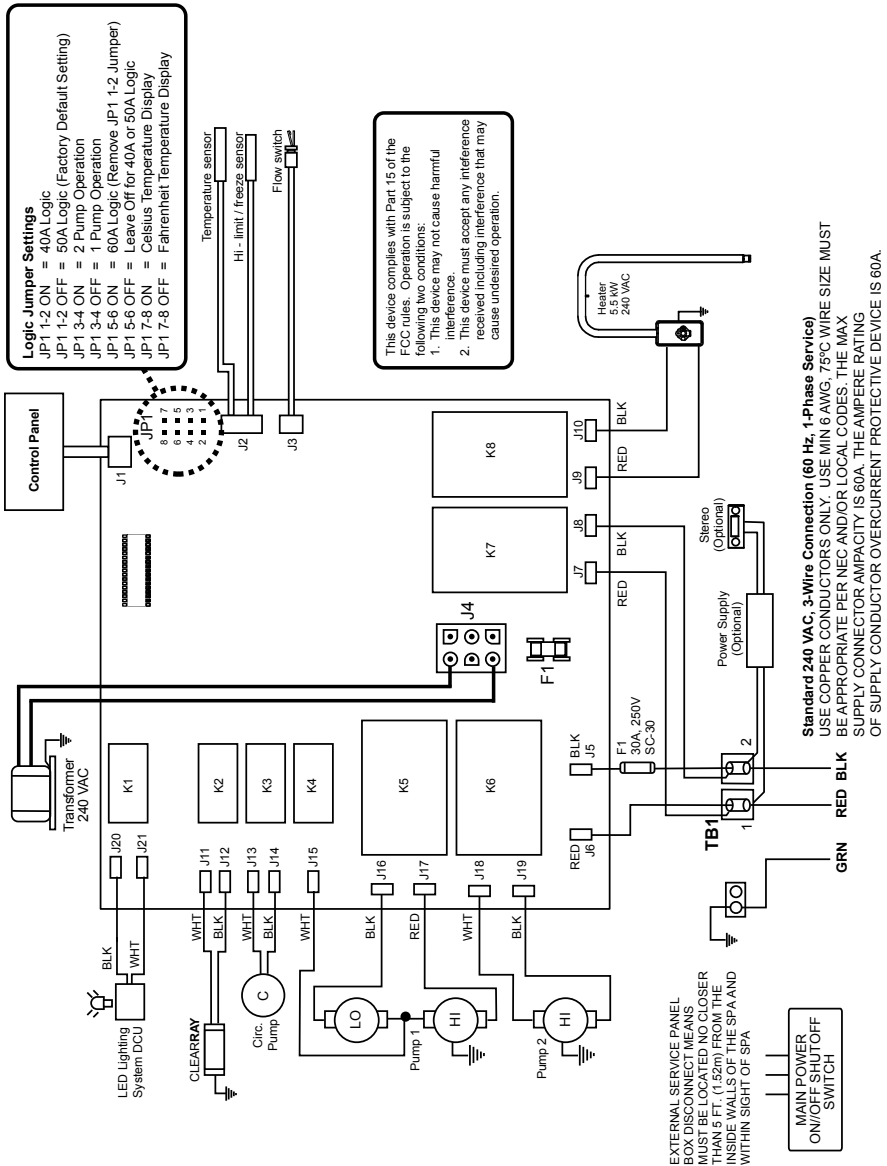 Control Panel
Logic Jumper Settings
JP1 1-2 ON = 40A Logic
JP1 1-2 OFF = 50A Logic (Factory Default Setting)
JP1 3-4 ON = 2 Pump Operation
JP1 3-4 OFF = 1 Pump Operation
JP1 5-6 ON = 60A Logic (Remove JP1 1-2 Jumper)
JP1 5-6 OFF = Leave Off for 40A or 50A Logic
JP1 7-8 ON = Celsius Temperature Display
JP1 7-8 OFF = Fahrenheit Temperature Display
Transformer
240 VAC
J1
JP1
8 7
6 5
4 3
2 1
J2
J3
Temperature sensor
Hi - limit / freeze sensor
Flow switch
LED Lighting
System DCU
BLK
WHT
J20
J21
K1
CLEARRAY
WHT
BLK
J11
J12
K2
Circ.
Pump
C
WHT
BLK
J13
J14
K3
WHT
J15
K4
J4
F1
This device complies with Part 15 of the
FCC rules. Operation is subject to the
following two conditions:
1. This device may not cause harmful
interference.
2. This device must accept any inteference
received including interference that may
cause undesired operation.
LO
HI
Pump 1
BLK
RED
J16
J17
K5
HI
Pump 2
WHT
BLK
J18
J19
K6
K7
K8
RED
J6
BLK
J5
J7
J8
J9
J10
RED
BLK
RED
BLK
F1
30A, 250V
SC-30
Heater
5.5 kW
240 VAC
TB1
1
2
Power Supply
(Optional)
Stereo
(Optional)
GRN
RED
BLK
EXTERNAL SERVICE PANEL
BOX DISCONNECT MEANS
MUST BE LOCATED NO CLOSER
THAN 5 FT. (1.52m) FROM THE
INSIDE WALLS OF THE SPA AND
WITHIN SIGHT OF SPA
MAIN POWER
ON//OFF SHUTOFF
SWITCH
Standard 240 VAC, 3-Wire Connection (60 Hz, 1-Phase Service)
USE COPPER CONDUCTORS ONLY. USE MIN 6 AWG, 75ºC WIRE SIZE MUST
BE APPROPRIATE PER NEC AND/OR LOCAL CODES. THE MAX
SUPPLY CONNECTOR AMPACITY IS 60A. THE AMPERE RATING
OF SUPPLY CONDUCTOR OVERCURRENT PROTECTIVE DEVICE IS 60A.